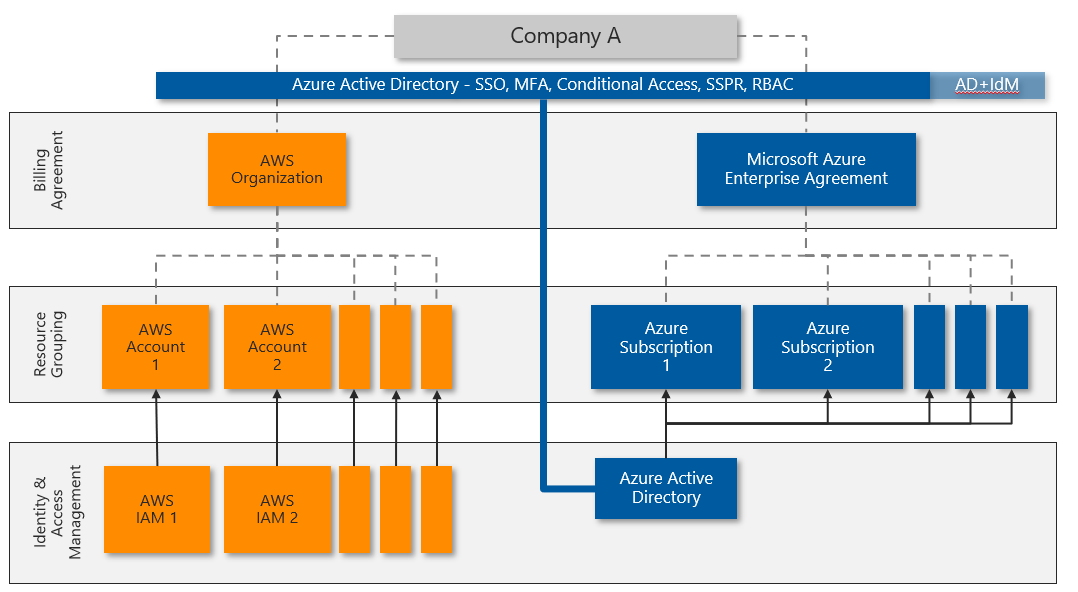 Company A
Azure Active Directory - SSO, MFA, Conditional Access, SSPR, RBAC
AD+IdM
Billing
Agreement
AWS
Organization
Microsoft Azure
Enterprise Agreement
Resource
Grouping
AWS
Account
1
AWS
Account
2
Azure
Subscription
1
Azure
Subscription
2
Identity &
Access
Management
AWS
IAM 1
AWS
IAM 2
Azure Active
Directory